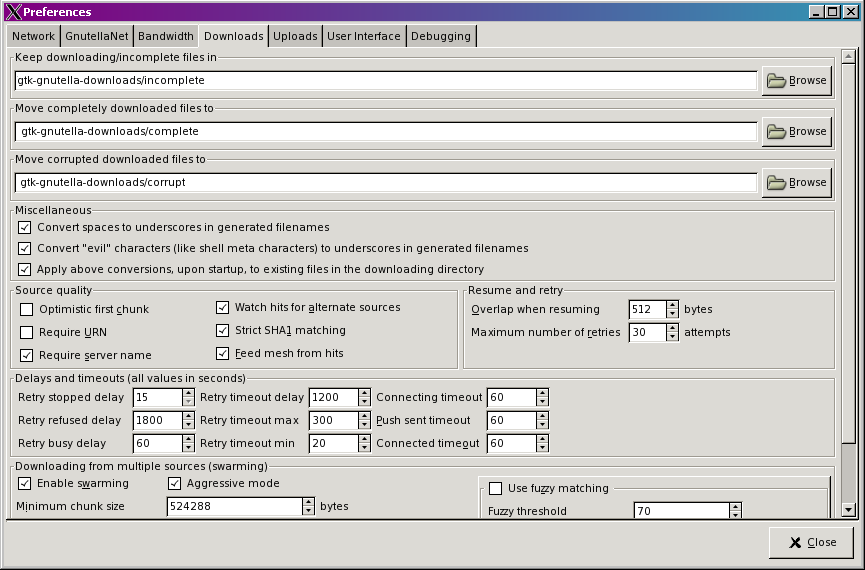 Preferences
Network GnutellaNet Bandwidth Downloads Uploads User Interface Debugging
Keep downloading/incomplete files in
gtk-gnutella-downloads/incomplete Browse
Move completely downloaded files to
gtk-gnutella-downloads/complete Browse
Move corrupted downloaded files to
gtk-gnutella-downloads/corrupt Browse
Miscellaneous
Convert spaces to underscores in generated filenames
Convert "evil" characters (like shell meta characters) to underscores in generated filenames
Apply above conversions, upon startup, to existing files in the downloading directory
Source quality
Optimistic first chunk Watch hits for alternate sources
Require URN Strict SHA1 matching
Require server name Feed mesh from hits
Resume and retry
Overlap when resuming 512 bytes
Maximum number of retries 30 attempts
Delays and timeouts (all values in seconds)
Retry stopped delay 15 Retry timeout delay 1200 Connecting timeout 60
Retry refused delay 1800 Retry timeout max 300 Push sent timeout 60
Retry busy delay 60 Retry timeout min 20 Connected timeout 60
Downloading from multiple sources (swarming)
Enable swarming Aggressive mode Use fuzzy matching
Minimum chunk size 524288 bytes Fuzzy threshold 70
Close